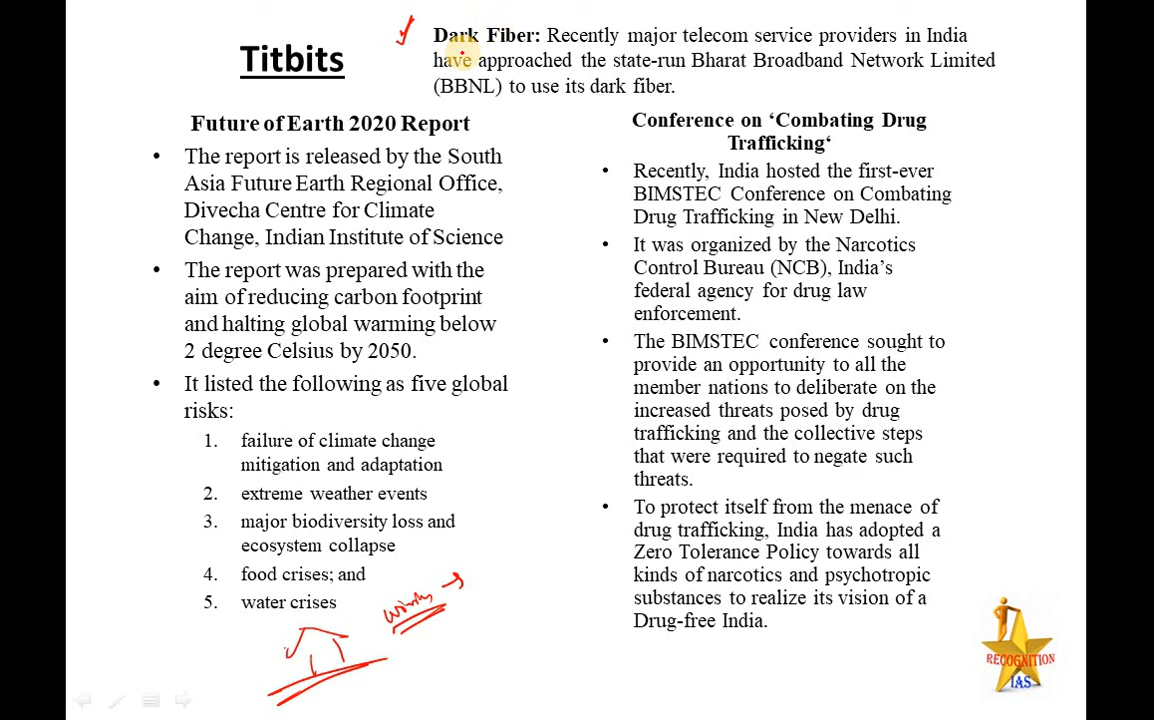 Titbits
Dark Fiber: Recently major telecom service providers in India
have approached the state-run Bharat Broadband Network Limited
(BBNL) to use its dark fiber.
Future of Earth 2020 Report
• The report is released by the South
Asia Future Earth Regional Office,
Divecha Centre for Climate
Change, Indian Institute of Science
• The report was prepared with the
aim of reducing carbon footprint
and halting global warming below
2 degree Celsius by 2050.
• It listed the following as five global
risks:
1. failure of climate change
mitigation and adaptation
2. extreme weather events
3. major biodiversity loss and
ecosystem collapse
4. food crises; and
5. water crises
Conference on ‘Combating Drug
Trafficking‘
• Recently, India hosted the first-ever
BIMSTEC Conference on Combating
Drug Trafficking in New Delhi.
• It was organized by the Narcotics
Control Bureau (NCB), India’s
federal agency for drug law
enforcement.
• The BIMSTEC conference sought to
provide an opportunity to all the
member nations to deliberate on the
increased threats posed by drug
trafficking and the collective steps
that were required to negate such
threats.
• To protect itself from the menace of
drug trafficking, India has adopted a
Zero Tolerance Policy towards all
kinds of narcotics and psychotropic
substances to realize its vision of a
Drug-free India.
RECOGNITION
IAS